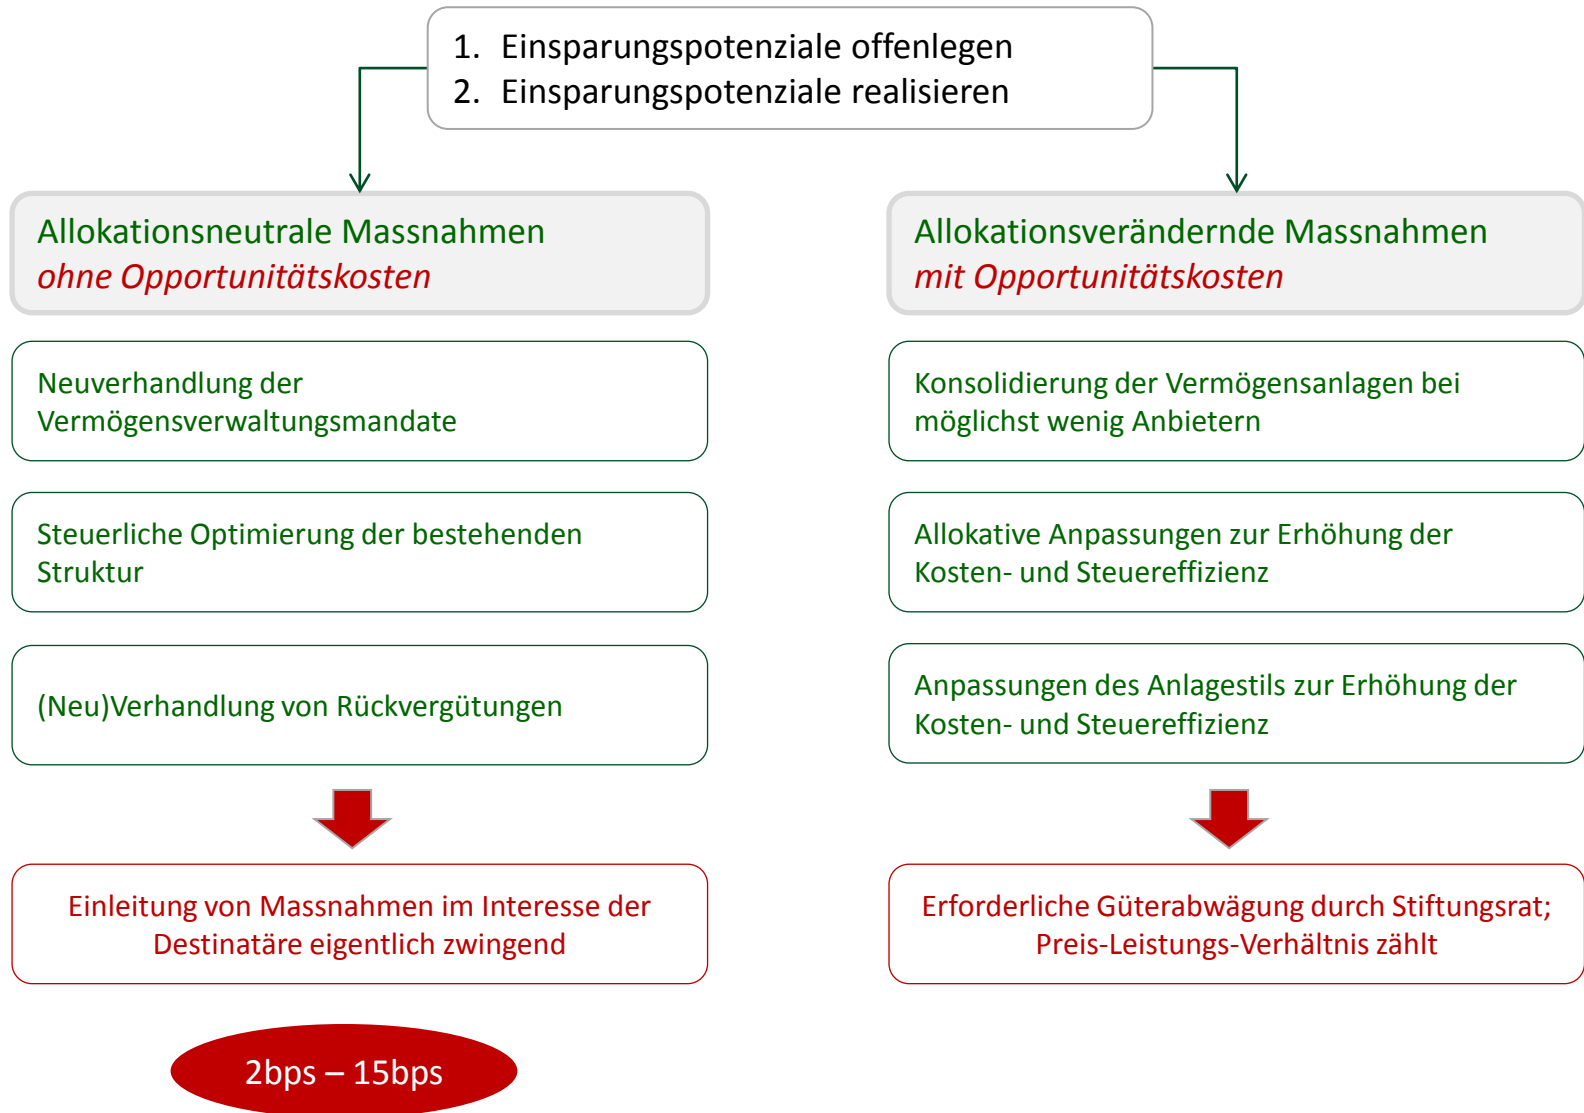 1. Einsparungspotenziale offenlegen
2. Einsparungspotenziale realisieren
Allokationsneutrale Massnahmen
ohne Opportunitätskosten
Neuverhandlung der
Vermögensverwaltungsmandate
Steuerliche Optimierung der bestehenden
Struktur
(Neu)Verhandlung von Rückvergütungen
Einleitung von Massnahmen im Interesse der
Destinatäre eigentlich zwingend
2bps – 15bps
Allokationsverändernde Massnahmen
mit Opportunitätskosten
Konsolidierung der Vermögensanlagen bei
möglichst wenig Anbietern
Allokative Anpassungen zur Erhöhung der
Kosten- und Steuereffizienz
Anpassungen des Anlagestils zur Erhöhung der
Kosten- und Steuereffizienz
Erforderliche Güterabwägung durch Stiftungsrat;
Preis-Leistungs-Verhältnis zählt